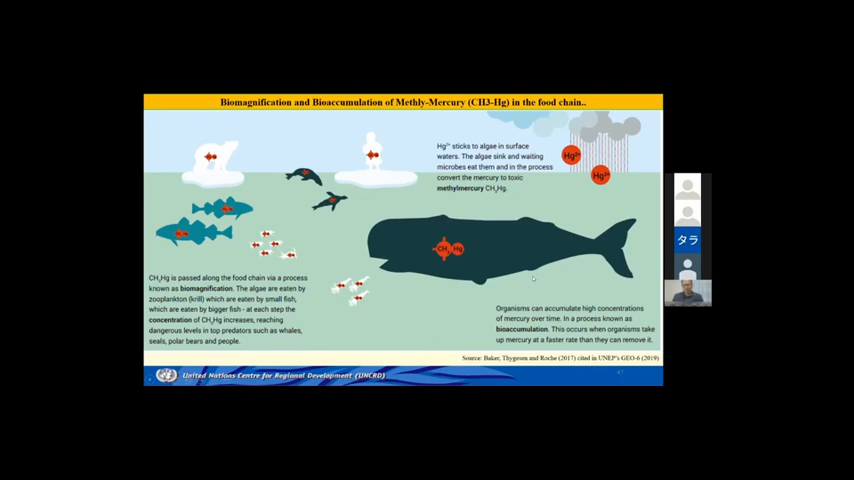 Biomagnification and Bioaccumulation of Methly-Mercury (CH3-Hg) in the food chain..
Hg²⁺ sticks to algae in surface
waters. The algae sink and waiting
microbes eat them and in the process
convert the mercury to toxic
methylmercury CH₃Hg.
Hg²⁺
Hg²⁺
タラ
CH₃
Hg
CH₃Hg is passed along the food chain via a process
known as biomagnification. The algae are eaten by
zooplankton (krill) which are eaten by small fish,
which are eaten by bigger fish - at each step the
concentration of CH₃Hg increases, reaching
dangerous levels in top predators such as whales,
seals, polar bears and people.
Organisms can accumulate high concentrations
of mercury over time. In a process known as
bioaccumulation. This occurs when organisms take
up mercury at a faster rate than they can remove it.
Source: Baker, Thygesen and Roche (2017) cited in UNEP's GEO-6 (2019)
United Nations Centre for Regional Development (UNCRD)
47